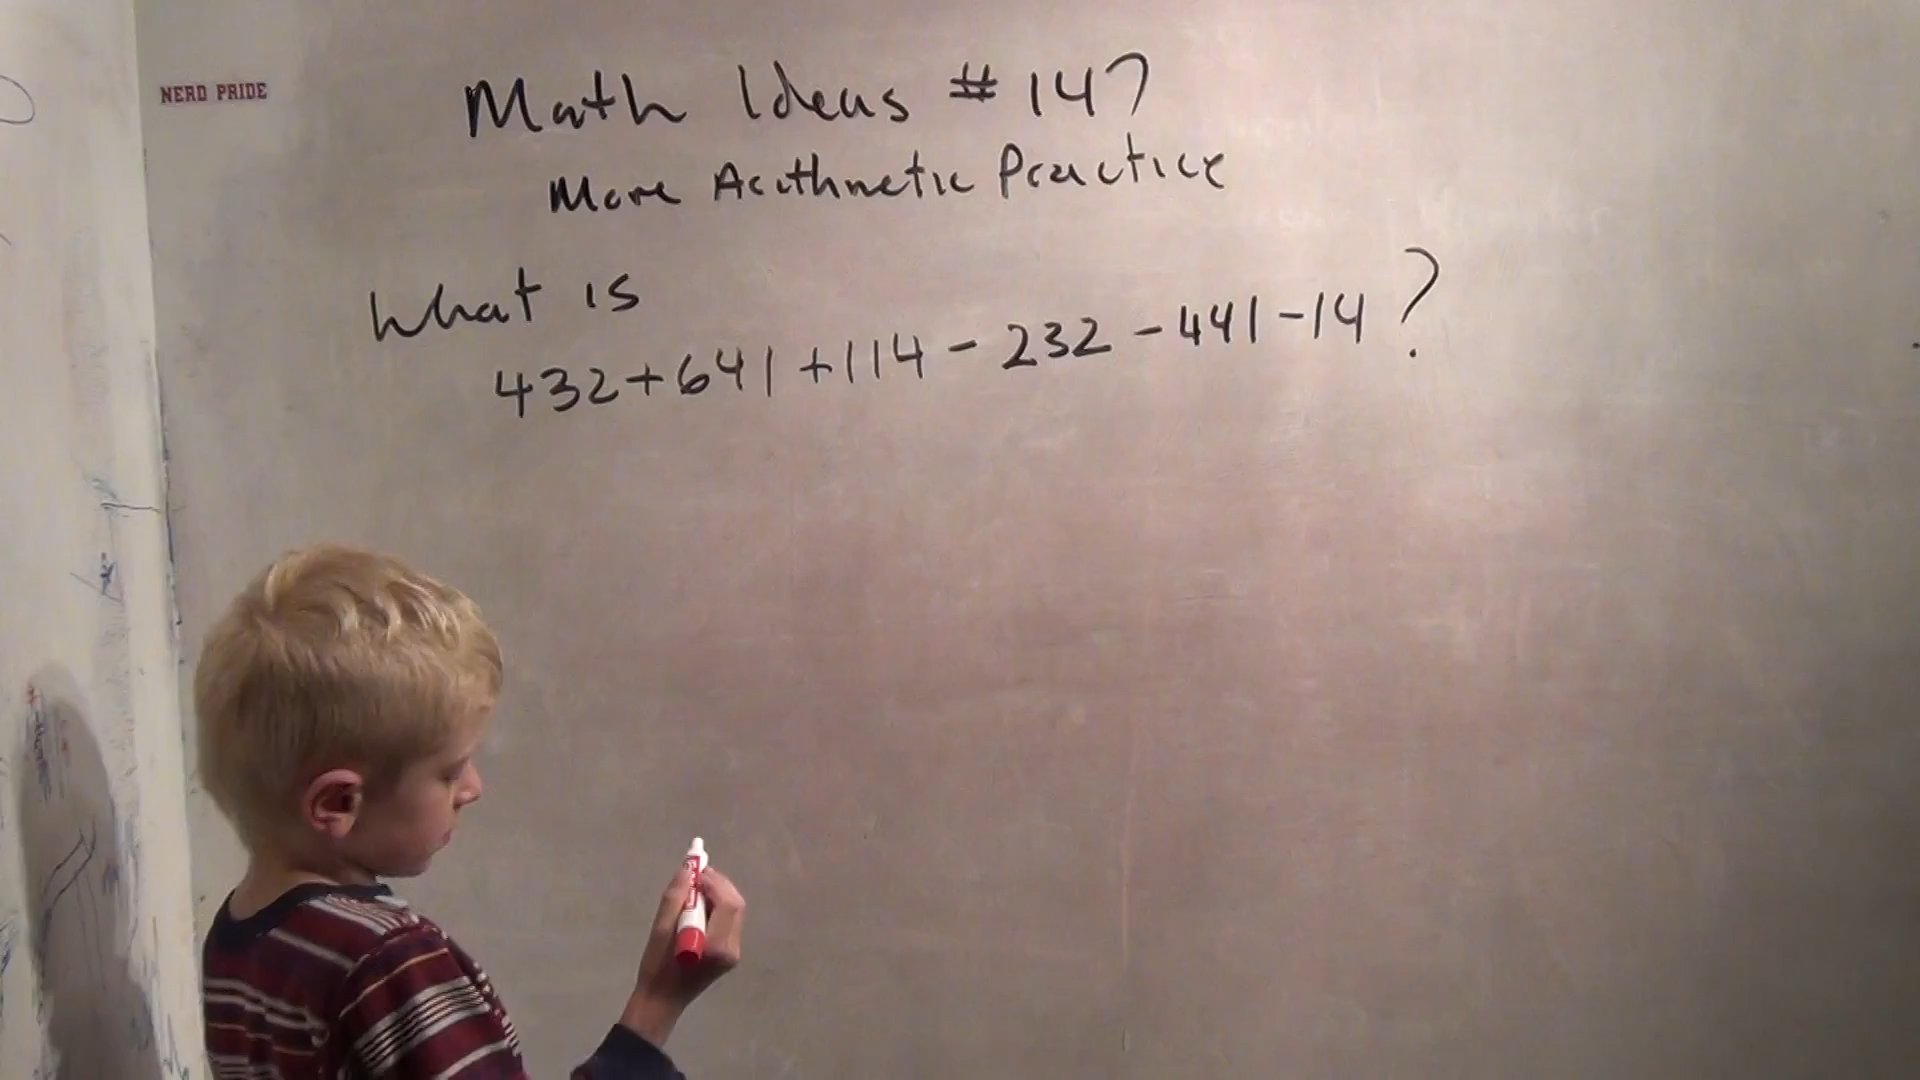 NERD PRIDE
Math Ideas # 147
More Arithmetic Practice
What is
432+641+114-232-441-14?